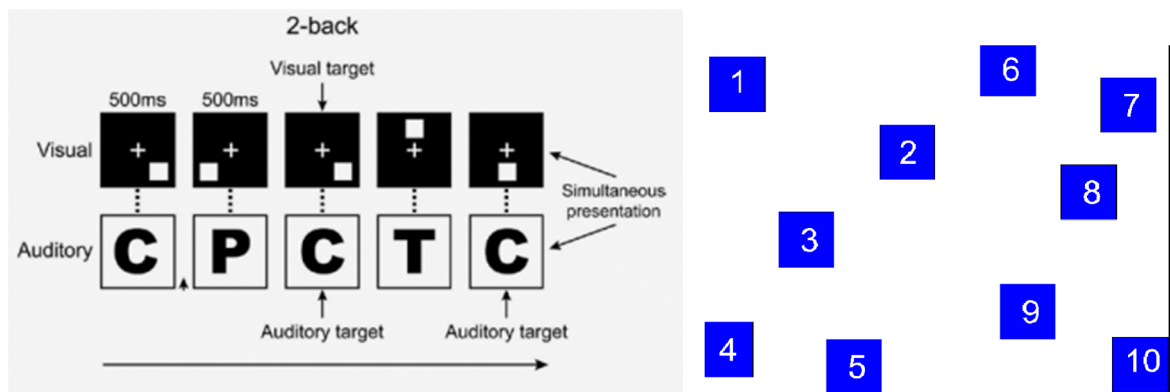 2-back
Visual target
500ms 500ms
Visual
Simultaneous
presentation
Auditory C P C T C
Auditory target Auditory target
1
6
7
2
8
3
9
4
5
10